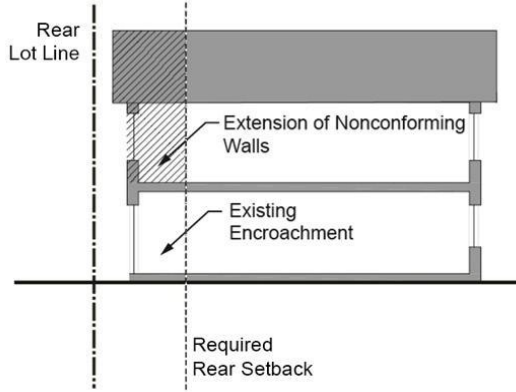 Rear
Lot Line
Extension of Nonconforming
Walls
Existing
Encroachment
Required
Rear Setback